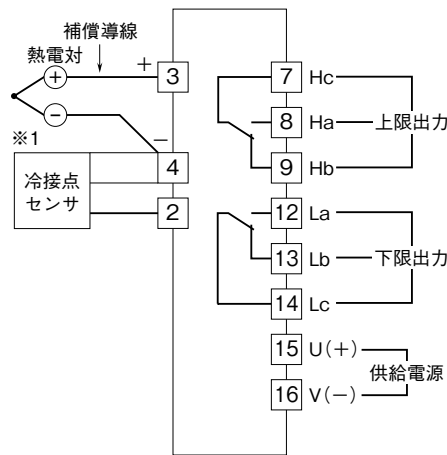 補償導線
熱電対
+
+
3
−
−
※1
4
冷接点
センサ
2
7 Hc
8 Ha
上限出力
9 Hb
12 La
13 Lb
下限出力
14 Lc
15 U(+)
供給電源
16 V(−)